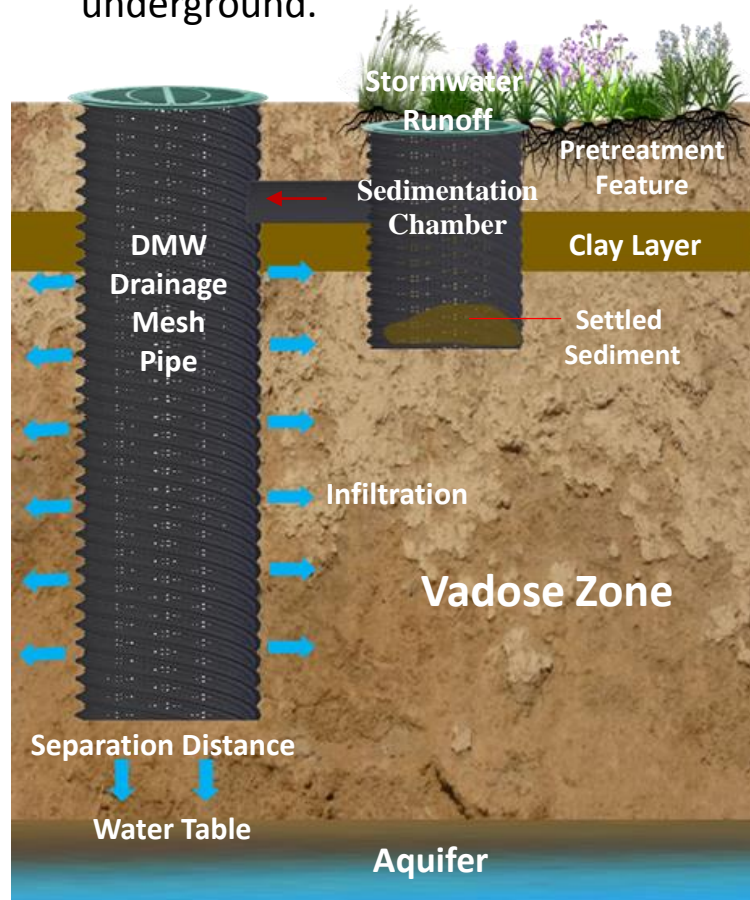 underground.
Stormwater
Runoff
Pretreatment
Feature
Sedimentation
Chamber
Clay Layer
DMW
Drainage
Mesh
Pipe
Settled
Sediment
Infiltration
Vadose Zone
Separation Distance
Water Table
Aquifer